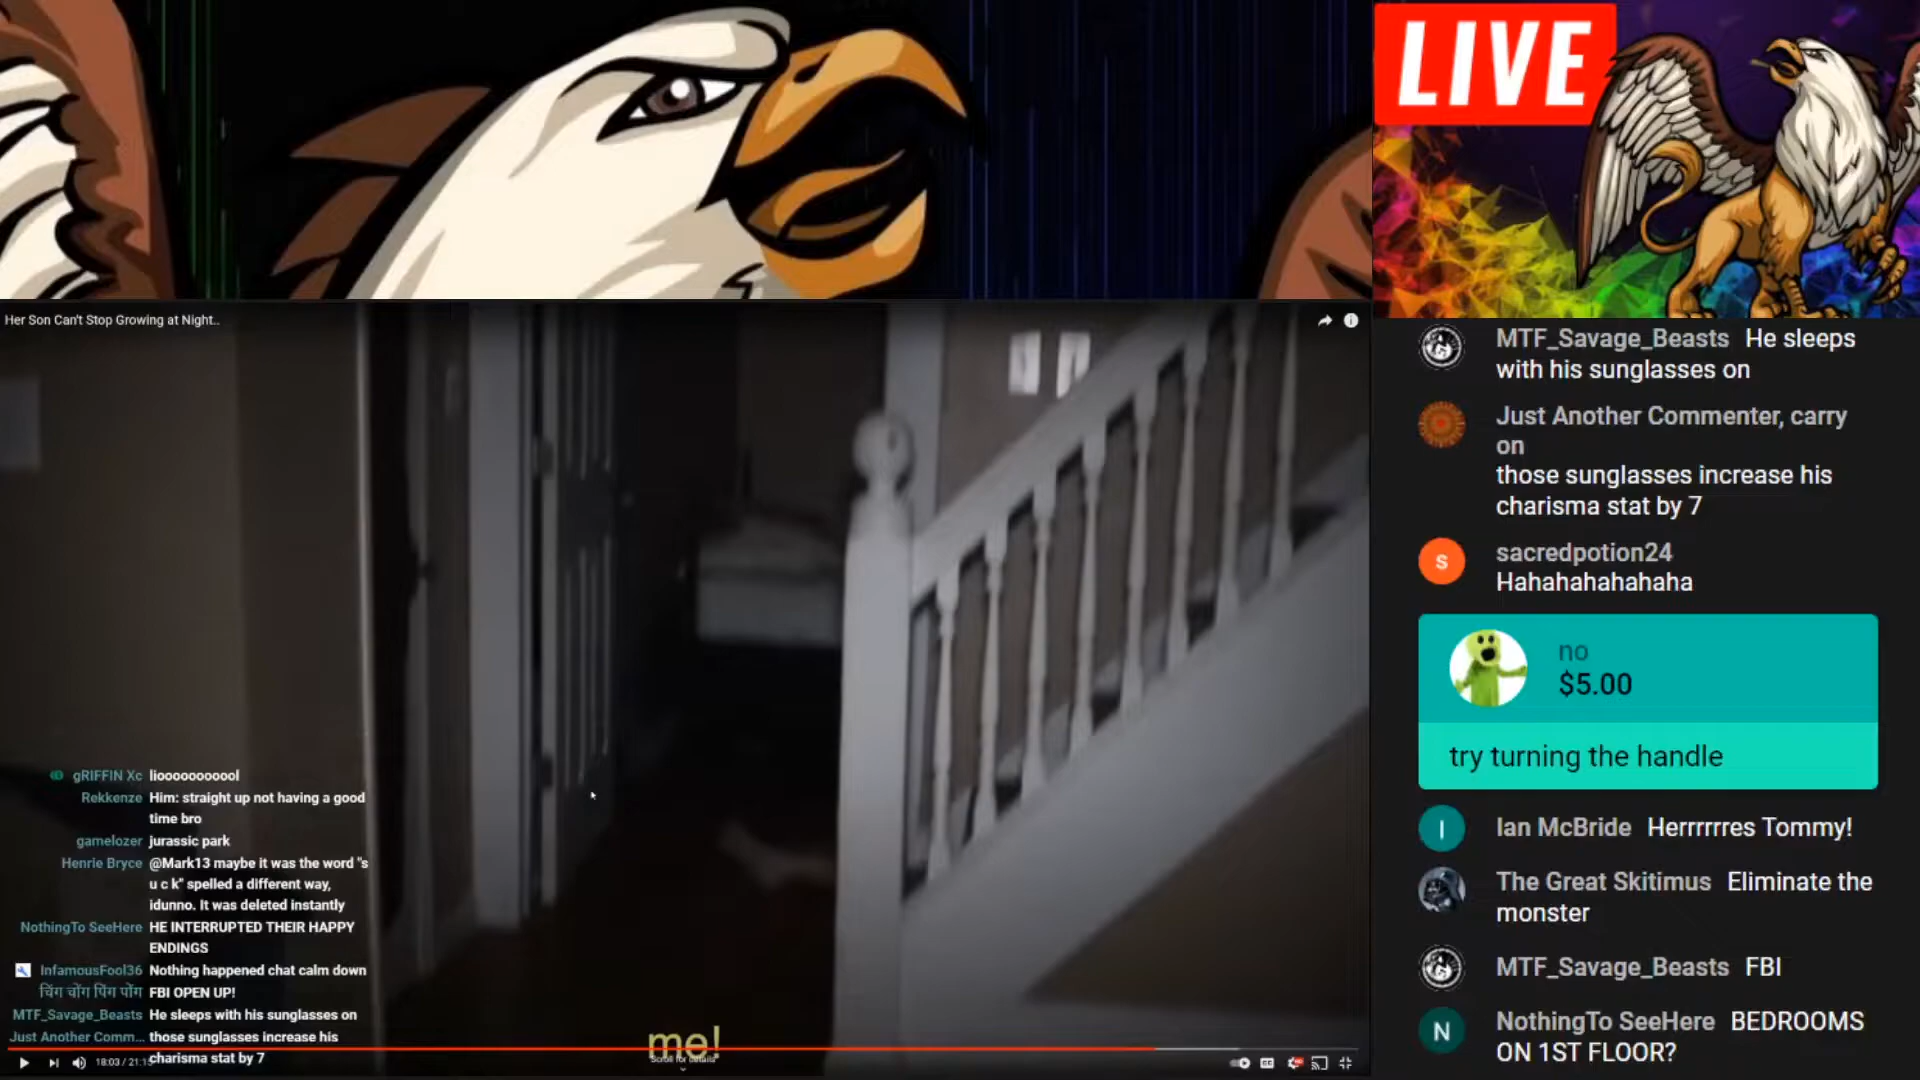 LIVE
Her Son Can't Stop Growing at Night..
MTF_Savage_Beasts He sleeps
with his sunglasses on
Just Another Commenter, carry
on
those sunglasses increase his
charisma stat by 7
S
sacredpotion24
Hahahahahahaha
no
$5.00
try turning the handle
I
Ian McBride Herrrrrres Tommy!
The Great Skitimus Eliminate the
monster
MTF_Savage_Beasts FBI
N
NothingTo SeeHere BEDROOMS
ON 1ST FLOOR?
gRIFFIN Xc liooooooooool
Rekkenze Him: straight up not having a good
time bro
gamelozer jurassic park
Henrie Bryce @Mark13 maybe it was the word "s
u c k" spelled a different way,
idunno. It was deleted instantly
NothingTo SeeHere HE INTERRUPTED THEIR HAPPY
ENDINGS
InfamousFool36 Nothing happened chat calm down
चिंग चोंग पिंग पोंग FBI OPEN UP!
MTF_Savage_Beasts He sleeps with his sunglasses on
Just Another Comm... those sunglasses increase his
charisma stat by 7
me!
Scroll for details
18:03 /